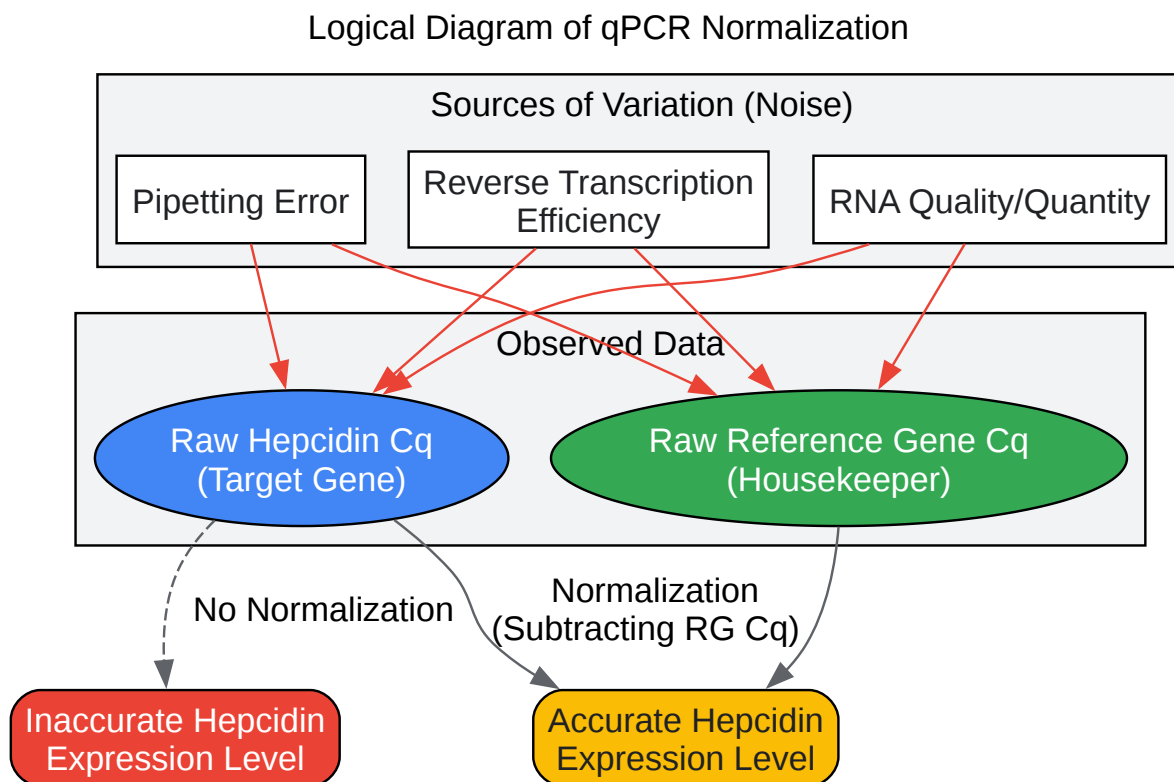 Logical Diagram of qPCR Normalization
Sources of Variation (Noise)
Pipetting Error
Reverse Transcription
Efficiency
RNA Quality/Quantity
Observed Data
Raw Hepcidin Cq
(Target Gene)
Raw Reference Gene Cq
(Housekeeper)
No Normalization
Normalization
(Subtracting RG Cq)
Inaccurate Hepcidin
Expression Level
Accurate Hepcidin
Expression Level